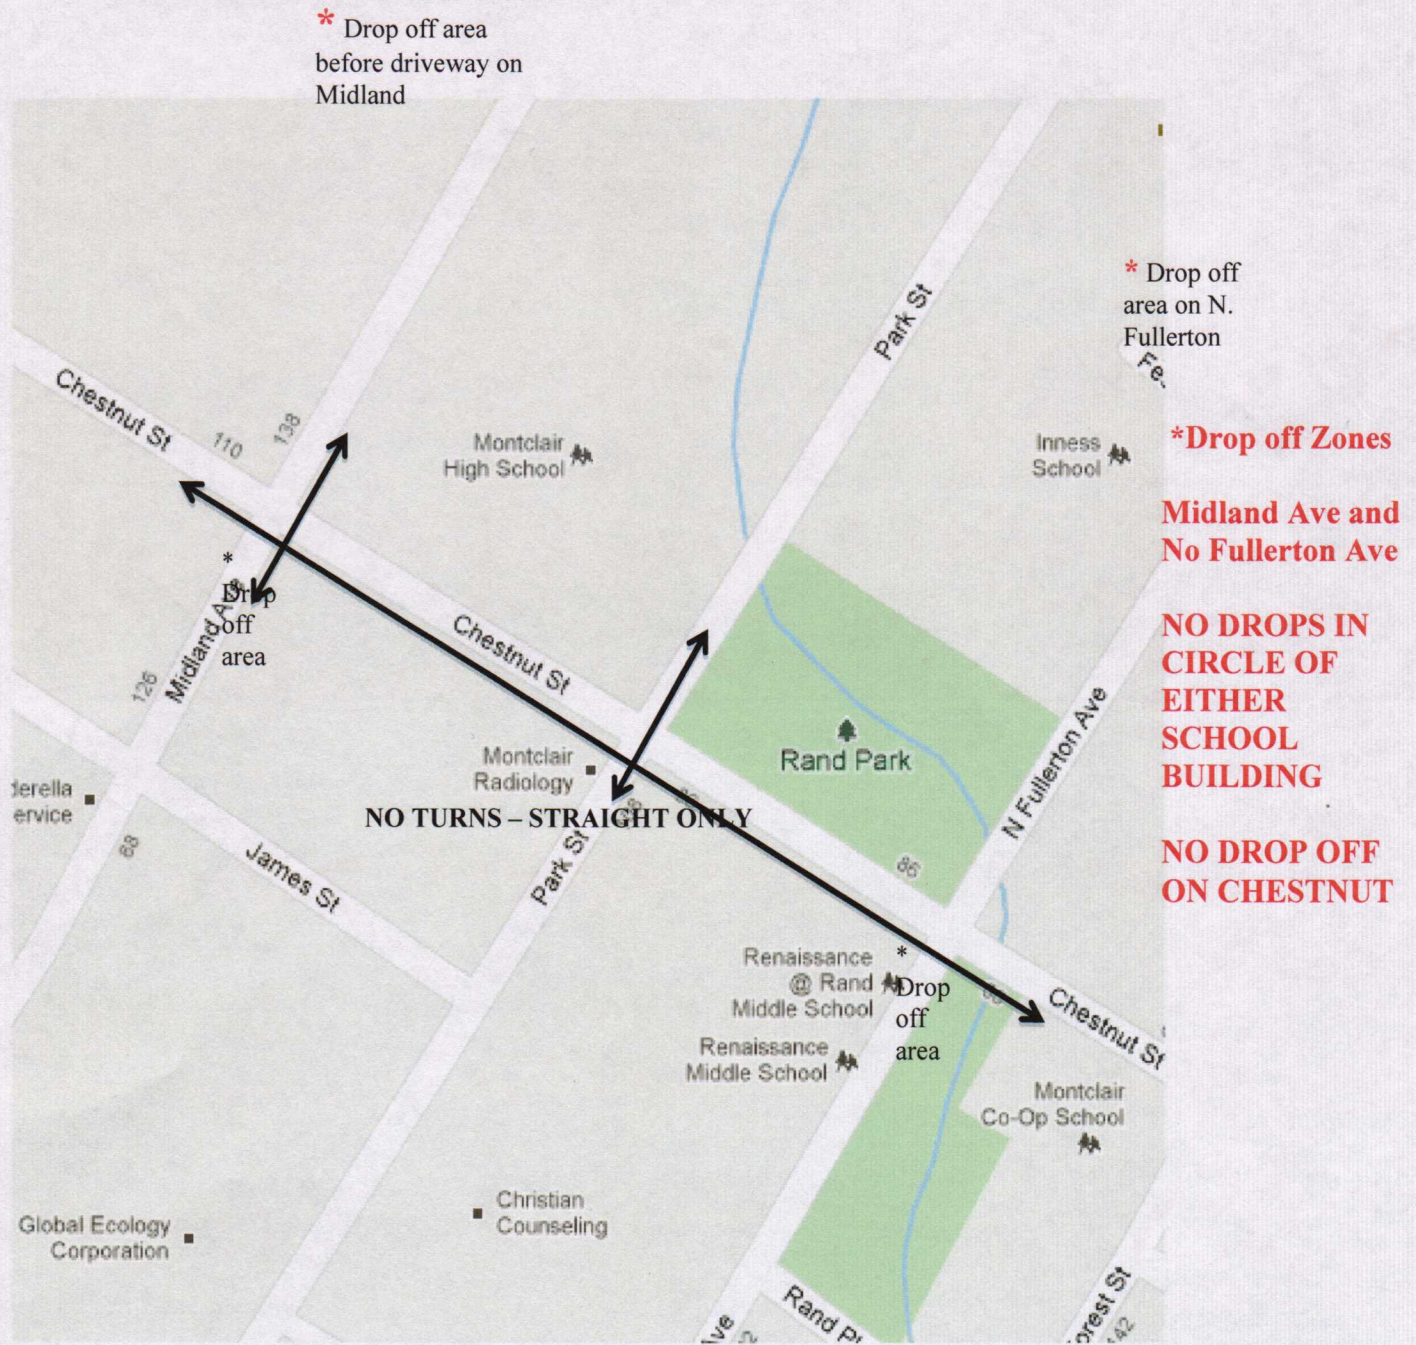 * Drop off area
before driveway on
Midland
* Drop off
area on N.
Fullerton
Park St
Chestnut St
110
138
Montclair
High School
Inness
School
*Drop off Zones
Midland Ave and
No Fullerton Ave
NO DROPS IN
CIRCLE OF
EITHER
SCHOOL
BUILDING
NO DROP OFF
ON CHESTNUT
*
Drop
off
area
Midland Ave
126
Chestnut St
Rand Park
N Fullerton Ave
Montclair
Radiology
NO TURNS – STRAIGHT ONLY
88
James St
Park St
86
Renaissance
@ Rand
Middle School
*
Drop
off
area
Renaissance
Middle School
Chestnut St
Montclair
Co-Op School
Christian
Counseling
Global Ecology
Corporation
Rand Pl
142